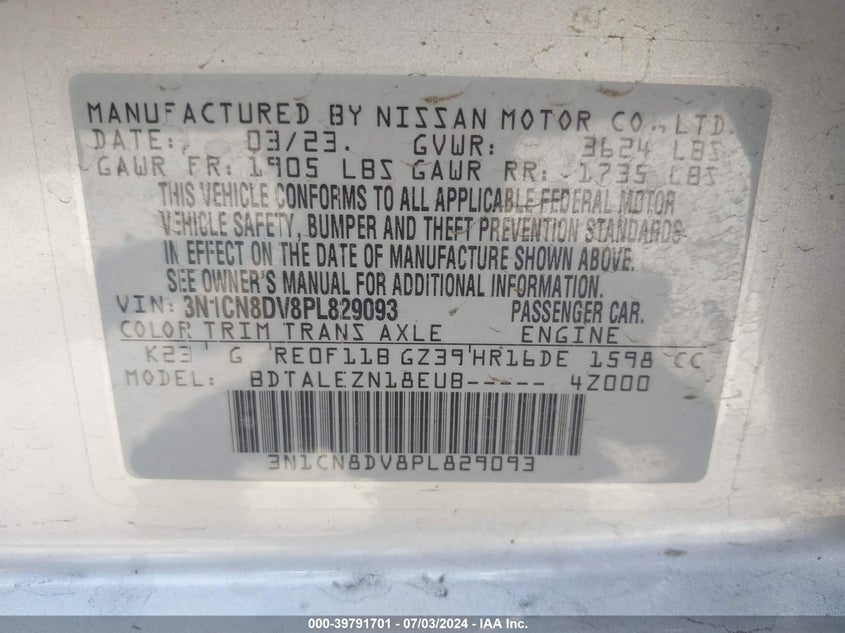 MANUFACTURED BY NISSAN MOTOR CO., LTD.
DATE: 03/23. GVWR: 3624 LBS
GAWR FR: 1905 LBS GAWR RR: 1735 LBS
THIS VEHICLE CONFORMS TO ALL APPLICABLE FEDERAL MOTOR
VEHICLE SAFETY, BUMPER AND THEFT PREVENTION STANDARDS
IN EFFECT ON THE DATE OF MANUFACTURE SHOWN ABOVE.
SEE OWNER'S MANUAL FOR ADDITIONAL INFORMATION.
VIN: 3N1CN8DV8PL829093 PASSENGER CAR.
COLOR TRIM TRANS AXLE ENGINE
K23 G RE0F11B GZ39 HR16DE 1598 CC
MODEL: BDTALEZN18EUB----- 4Z000
3N1CN8DV8PL829093
000-39791701 - 07/03/2024 - IAA Inc.